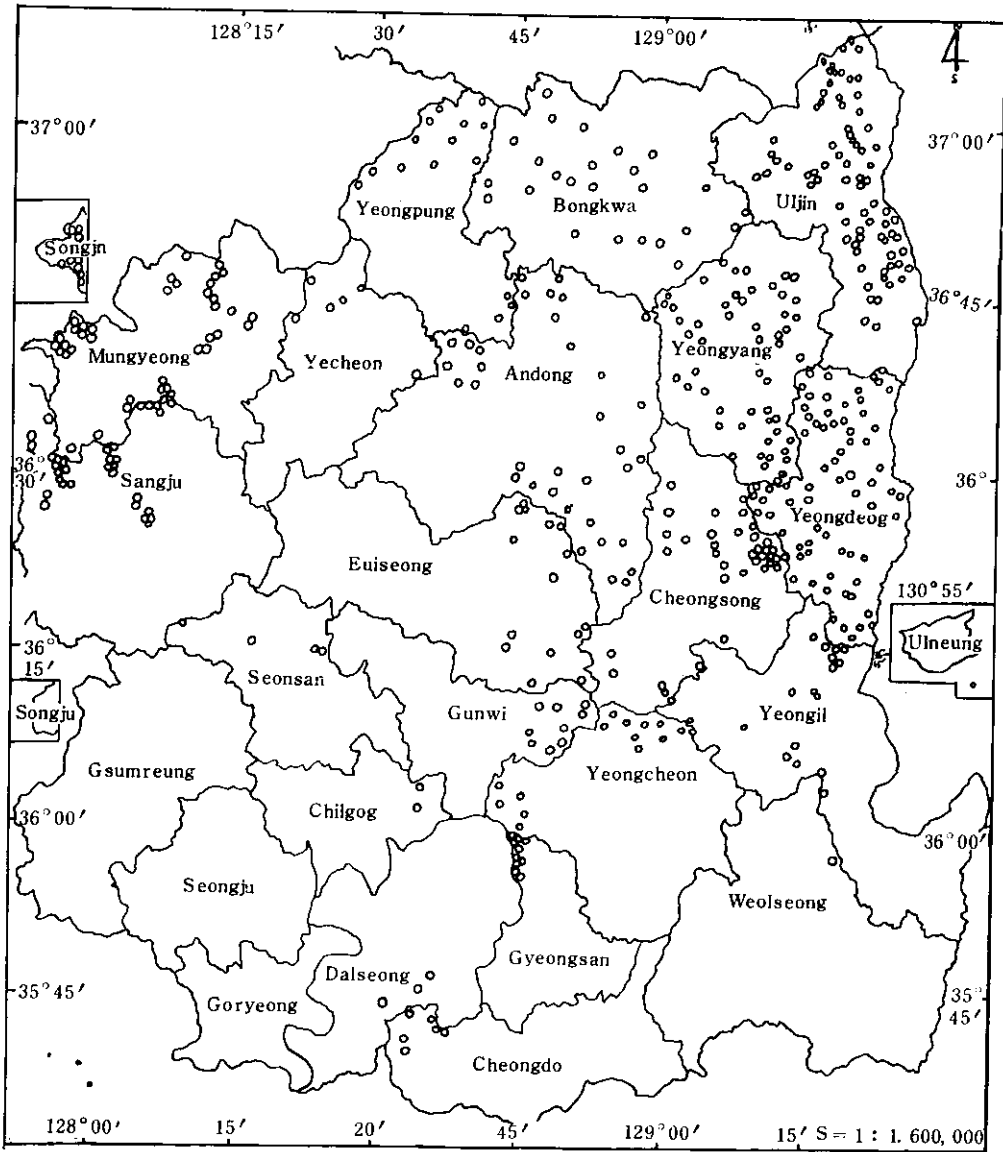 128°15′ 30′ 45′ 129°00′
s
37°00′ 37°00′
Yeongpung Bongkwa Uljin
Songjn
36°45′
Mungyeong Yecheon Andong Yeongyang
36° 30′ Sangju 36°
Yeongdeog
Euiseong
Cheongsong 130°55′
36° 15′ Seonsan Ulneung
Songju Gunwi Yeongil
Gsumreung Yeongcheon
36°00′ Chilgog 36°00′
Seongju Weolseong
Gyeongsan
35°45′ Goryeong Dalseong 35° 45′
Cheongdo
128°00′ 15′ 20′ 45′ 129°00′ 15′ S = 1 : 1.600,000